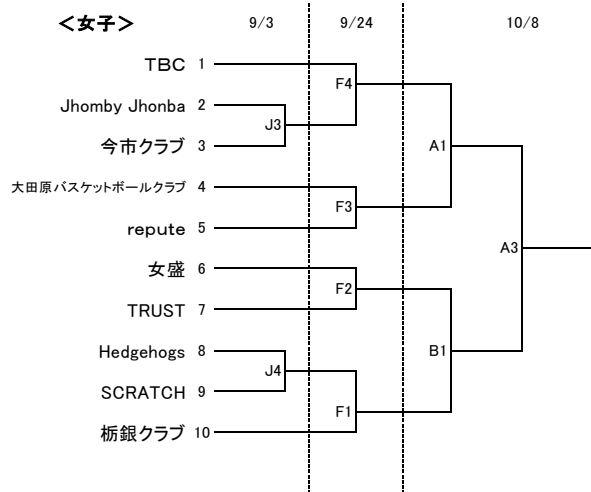 ＜女子＞ 9/3 9/24 10/8
TBC 1
F4
Jhomby Jhonba 2
J3
今市クラブ 3
A1
大田原バスケットボールクラブ 4
F3
repute 5
A3
女盛 6
F2
TRUST 7
Hedgehogs 8
B1
J4
SCRATCH 9
F1
栃銀クラブ 10